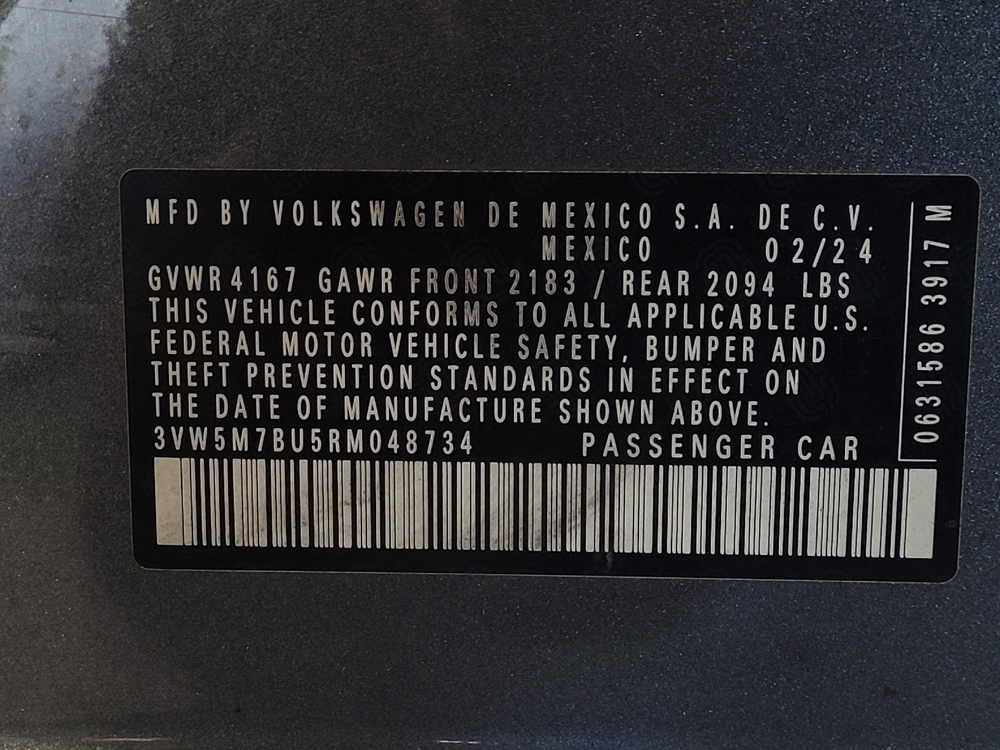 MFD BY VOLKSWAGEN DE MEXICO S.A. DE C.V.
MEXICO 02/24
GVWR 4167 GAWR FRONT 2183 / REAR 2094 LBS
THIS VEHICLE CONFORMS TO ALL APPLICABLE U.S.
FEDERAL MOTOR VEHICLE SAFETY, BUMPER AND
THEFT PREVENTION STANDARDS IN EFFECT ON
THE DATE OF MANUFACTURE SHOWN ABOVE.
3VW5M7BU5RM048734 PASSENGER CAR
0631586 3917 M